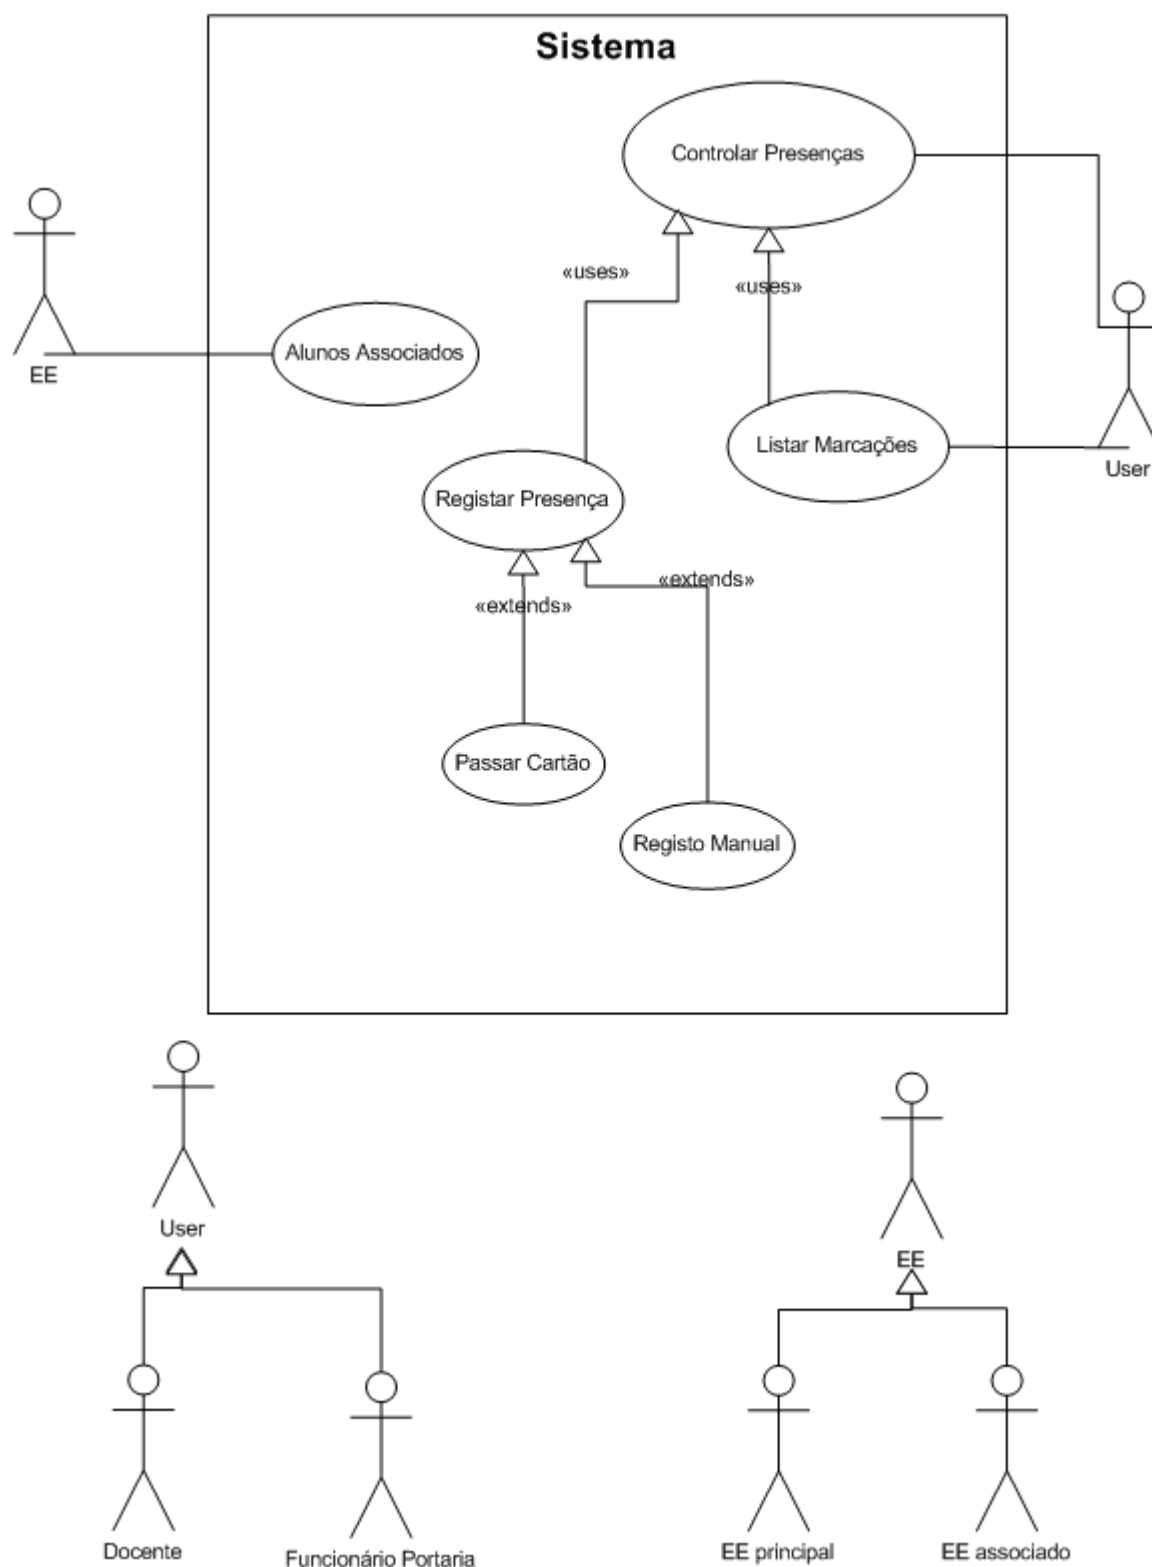 Sistema
Controlar Presenças
«uses»
«uses»
Alunos Associados
EE
Listar Marcações
User
Registar Presença
«extends»
«extends»
Passar Cartão
Registo Manual
User
EE
Docente
Funcionário Portaria
EE principal
EE associado